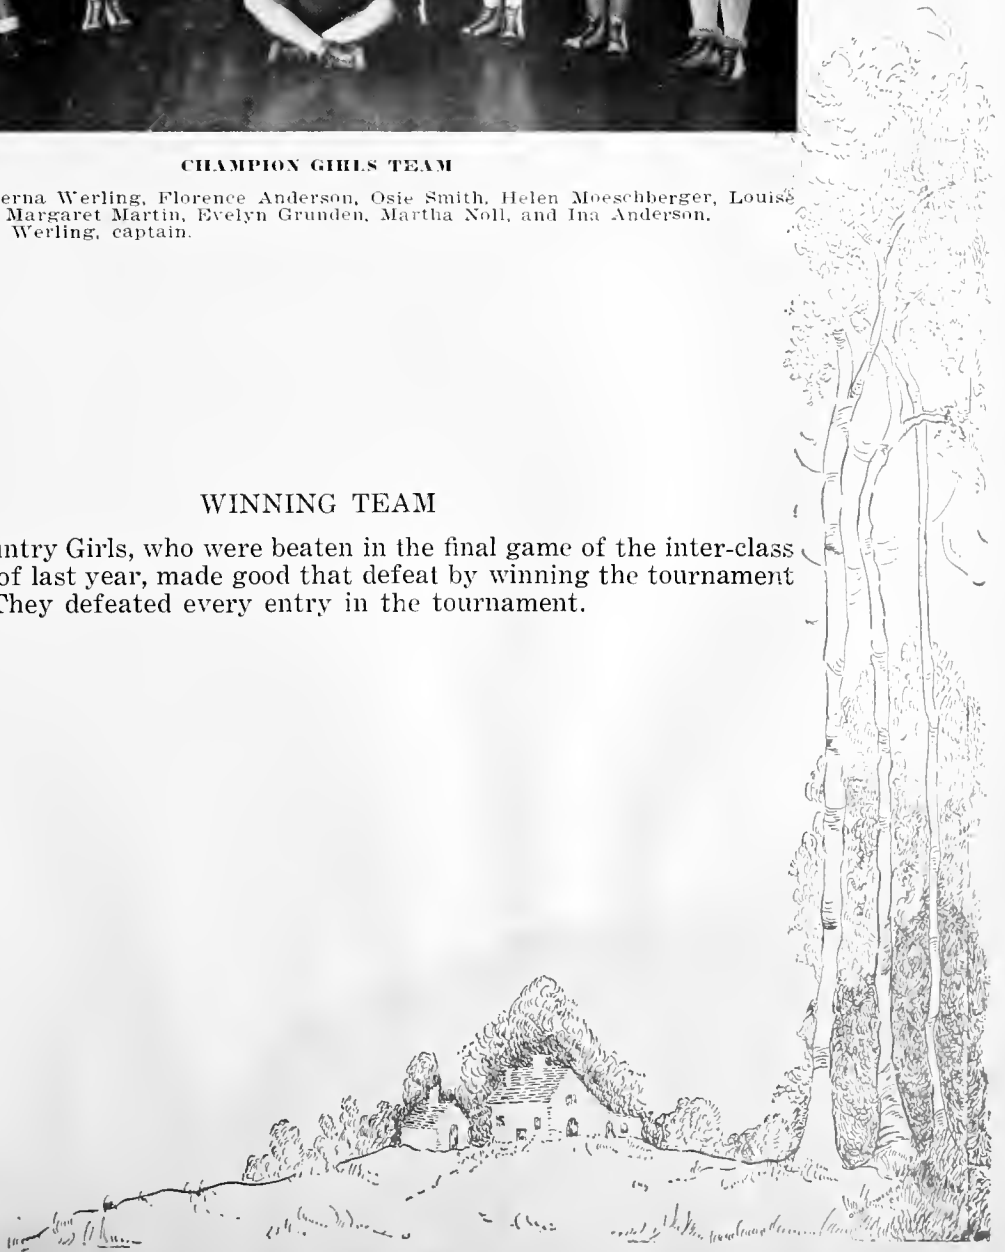 CHAMPION GIRLS TEAM
erna Werling, Florence Anderson, Osie Smith, Helen Moeschberger, Louise
Margaret Martin, Evelyn Grunden, Martha Noll, and Ina Anderson.
Werling, captain.
WINNING TEAM
ntry Girls, who were beaten in the final game of the inter-class
of last year, made good that defeat by winning the tournament
They defeated every entry in the tournament.